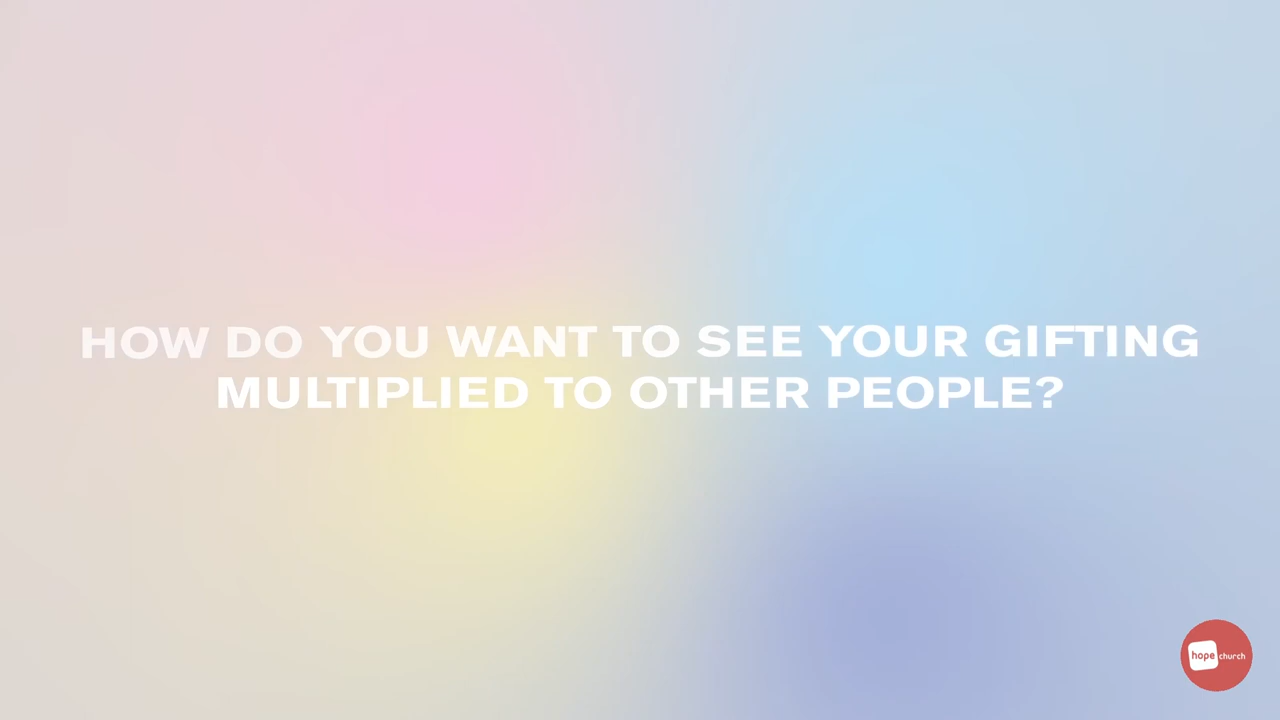 HOW DO YOU WANT TO SEE YOUR GIFTING
MULTIPLIED TO OTHER PEOPLE?
hope church